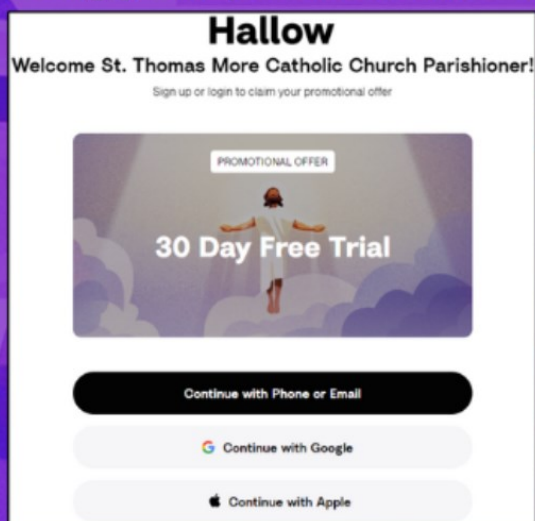 Hallow
Welcome St. Thomas More Catholic Church Parishioner!
Sign up or login to claim your promotional offer
PROMOTIONAL OFFER
30 Day Free Trial
Continue with Phone or Email
Continue with Google
Continue with Apple